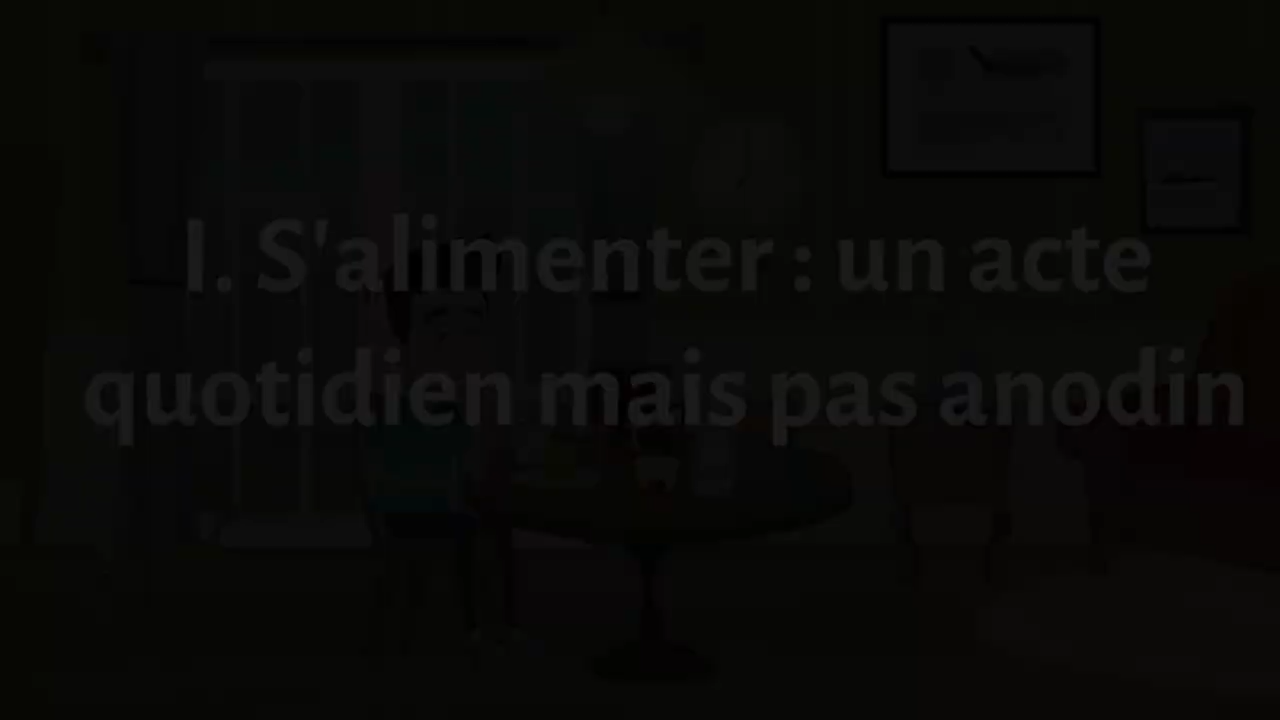 I. S'alimenter : un acte
quotidien mais pas anodin